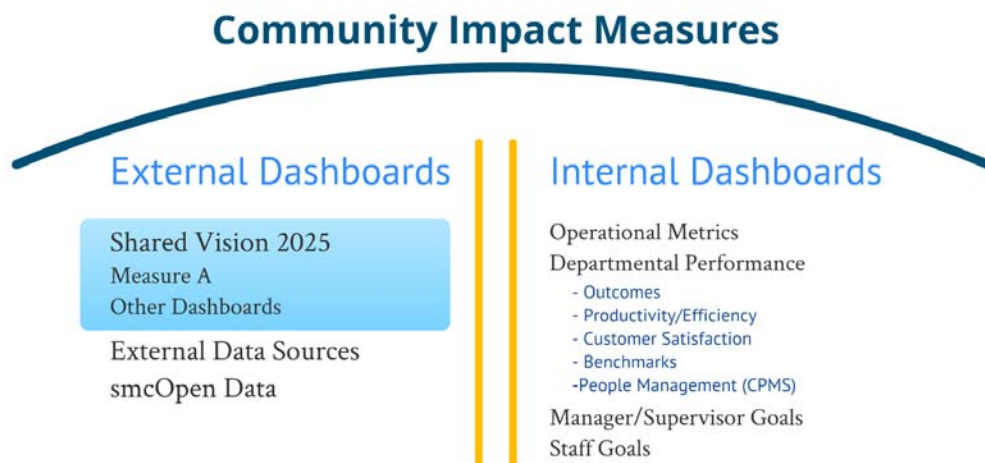 Community Impact Measures
External Dashboards
Shared Vision 2025
Measure A
Other Dashboards
External Data Sources
smcOpen Data
Internal Dashboards
Operational Metrics
Departmental Performance
- Outcomes
- Productivity/Efficiency
- Customer Satisfaction
- Benchmarks
-People Management (CPMS)
Manager/Supervisor Goals
Staff Goals